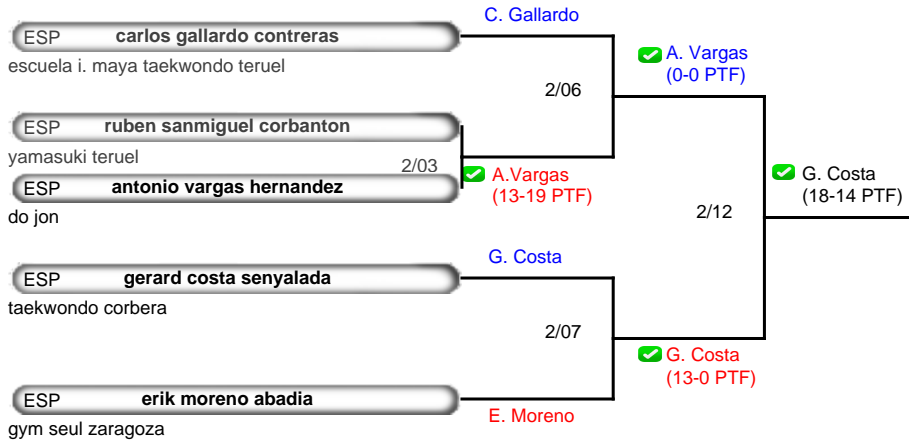 C. Gallardo
ESP carlos gallardo contreras
escuela i. maya taekwondo teruel
A. Vargas
(0-0 PTF)
2/06
ESP ruben sanmiguel corbanton
yamasuki teruel
2/03
A.Vargas
(13-19 PTF)
ESP antonio vargas hernandez
do jon
G. Costa
(18-14 PTF)
2/12
G. Costa
ESP gerard costa senyalada
taekwondo corbera
2/07
G. Costa
(13-0 PTF)
ESP erik moreno abadia
E. Moreno
gym seul zaragoza